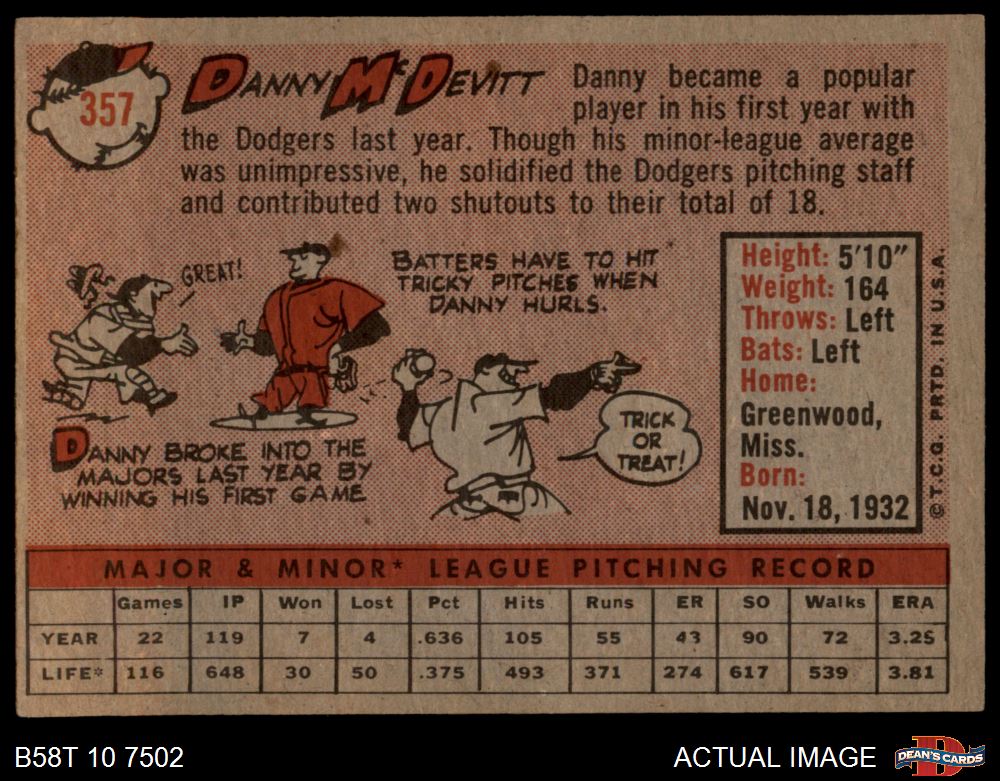 357
DANNY McDEVITT
Danny became a popular
player in his first year with
the Dodgers last year. Though his minor-league average
was unimpressive, he solidified the Dodgers pitching staff
and contributed two shutouts to their total of 18.
GREAT!
BATTERS HAVE TO HIT
TRICKY PITCHES WHEN
DANNY HURLS.
DANNY BROKE INTO THE
MAJORS LAST YEAR BY
WINNING HIS FIRST GAME
TRICK
OR
TREAT!
Height: 5'10"
Weight: 164
Throws: Left
Bats: Left
Home:
Greenwood,
Miss.
Born:
Nov. 18, 1932
© T.C.G. PRTD. IN U.S.A.
MAJOR & MINOR* LEAGUE PITCHING RECORD
Games IP Won Lost Pct Hits Runs ER SO Walks ERA
YEAR 22 119 7 4 .636 105 55 43 90 72 3.25
LIFE* 116 648 30 50 .375 493 371 274 617 539 3.81
B58T 10 7502
ACTUAL IMAGE
D
DEAN'S CARDS